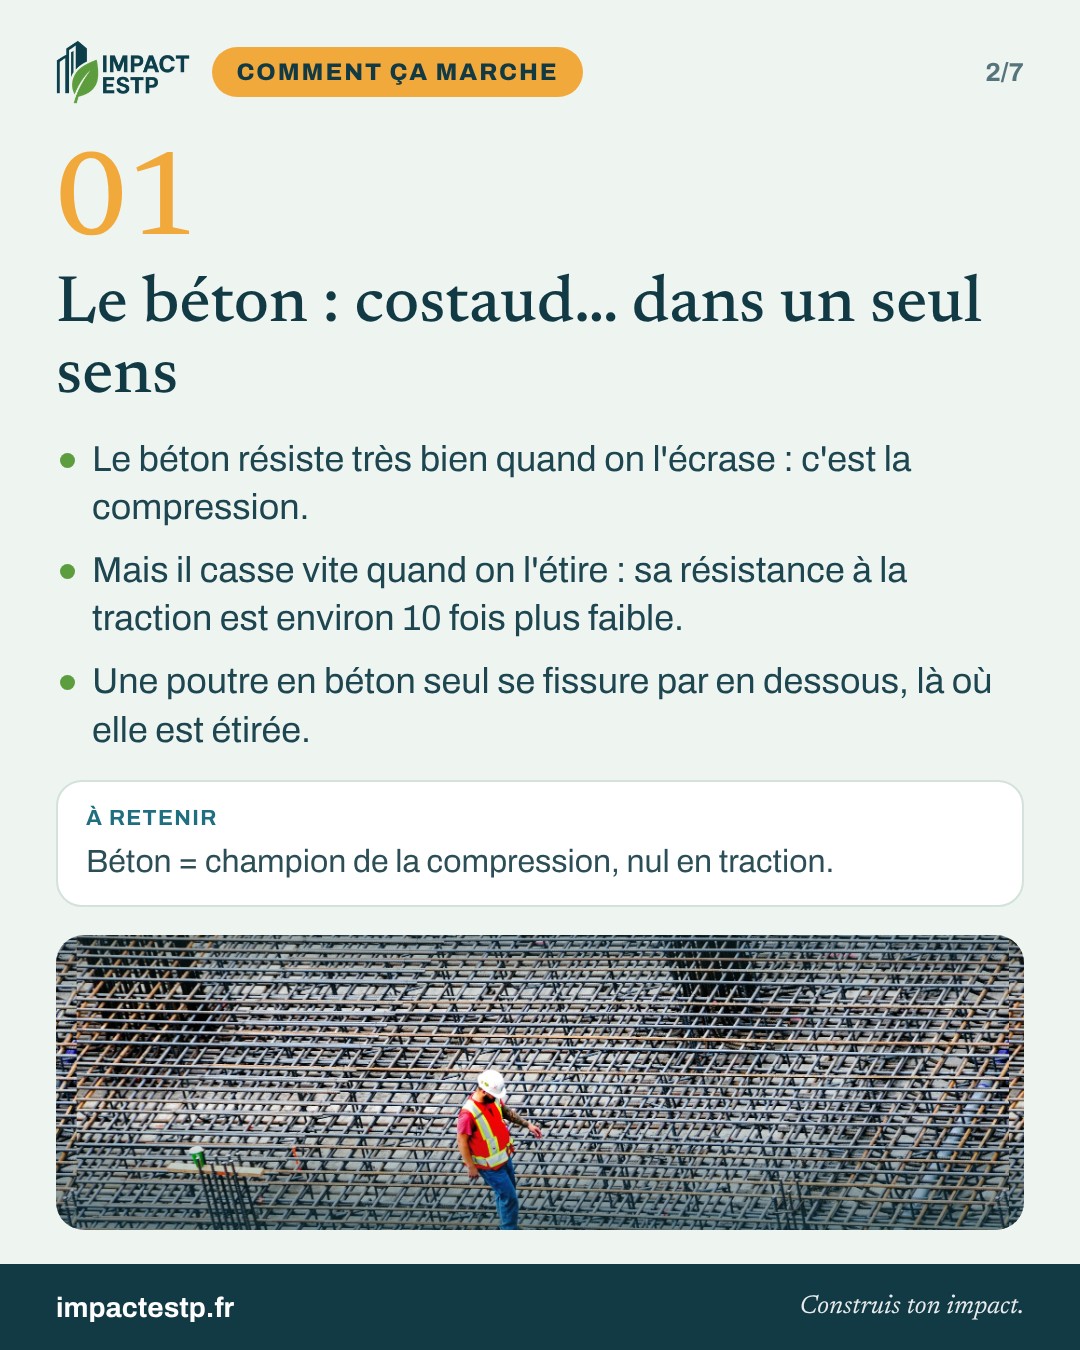 IMPACT
ESTP
COMMENT ÇA MARCHE
2/7
01
Le béton : costaud... dans un seul
sens
Le béton résiste très bien quand on l'écrase : c'est la
compression.
Mais il casse vite quand on l'étire : sa résistance à la
traction est environ 10 fois plus faible.
Une poutre en béton seul se fissure par en dessous, là où
elle est étirée.
À RETENIR
Béton = champion de la compression, nul en traction.
impactestp.fr
Construis ton impact.